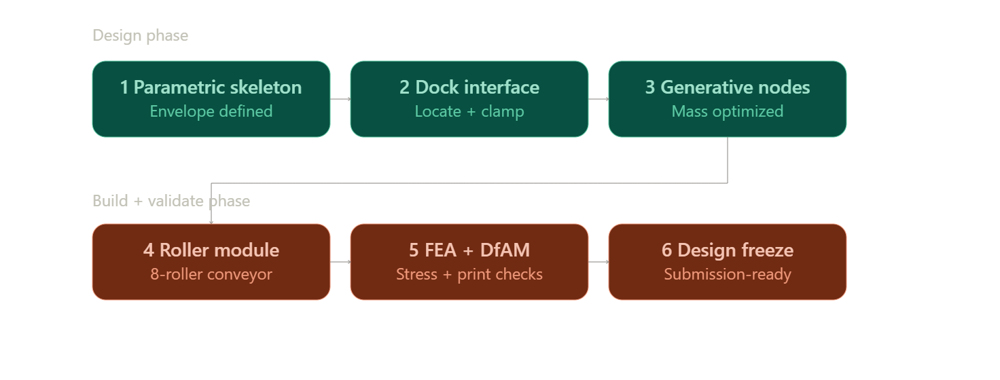 Design phase
1 Parametric skeleton
Envelope defined
2 Dock interface
Locate + clamp
3 Generative nodes
Mass optimized
Build + validate phase
4 Roller module
8-roller conveyor
5 FEA + DfAM
Stress + print checks
6 Design freeze
Submission-ready